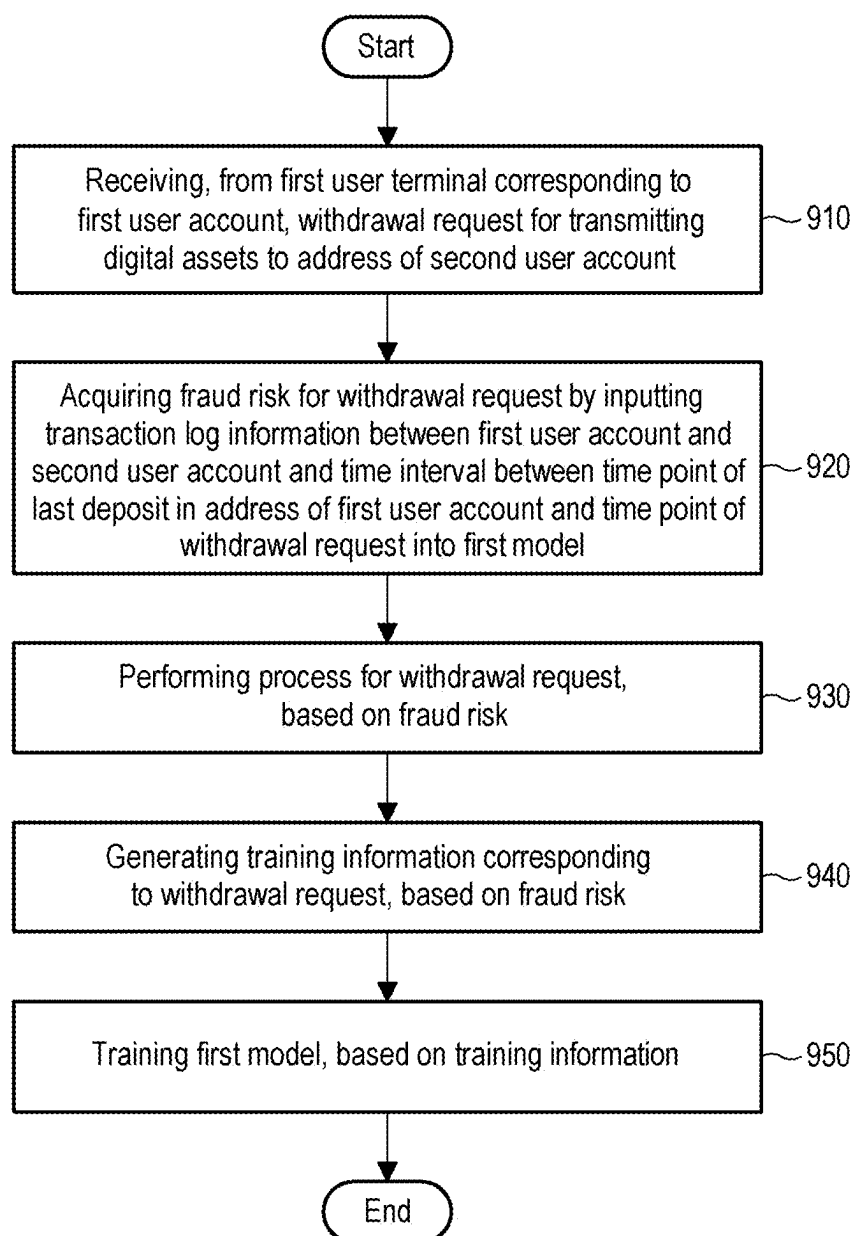 Start
Receiving, from first user terminal corresponding to
first user account, withdrawal request for transmitting
digital assets to address of second user account
910
Acquiring fraud risk for withdrawal request by inputting
transaction log information between first user account and
second user account and time interval between time point of
last deposit in address of first user account and time point of
withdrawal request into first model
920
Performing process for withdrawal request,
based on fraud risk
930
Generating training information corresponding
to withdrawal request, based on fraud risk
940
Training first model, based on training information
950
End